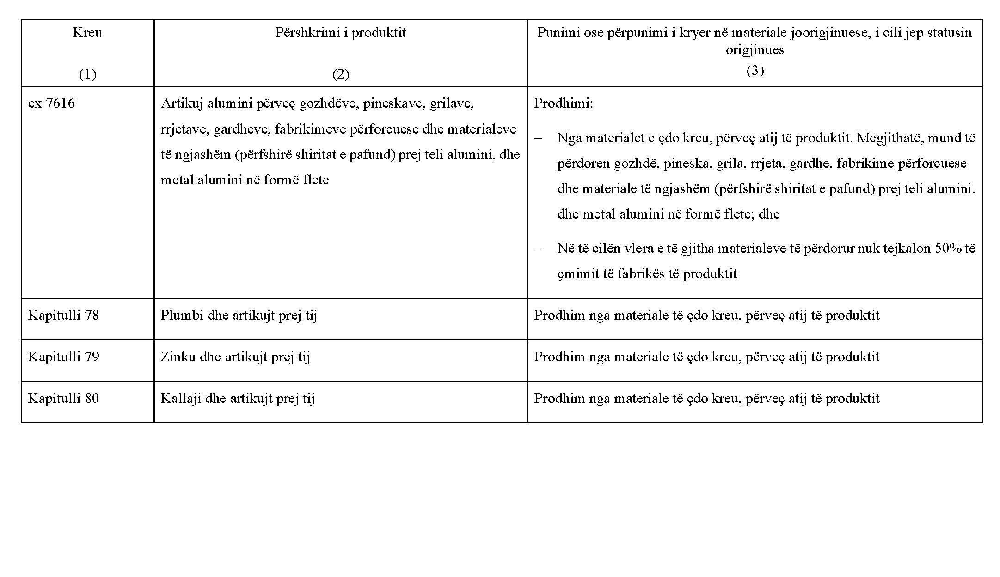 Kreu
(1)
Përshkrimi i produktit
(2)
Punimi ose përpunimi i kryer në materiale joorigjinuese, i cili jep statusin
origjinues
(3)
ex 7616
Artikuj alumini përveç gozhdëve, pineskave, grilave,
rrjetave, gardheve, fabrikimeve përforcuese dhe materialeve
të ngjashëm (përfshirë shiritat e pafund) prej teli alumini, dhe
metal alumini në formë flete
Prodhimi:
– Nga materialet e çdo kreu, përveç atij të produktit. Megjithatë, mund të
përdoren gozhdë, pineska, grila, rrjeta, gardhe, fabrikime përforcuese
dhe materiale të ngjashëm (përfshirë shiritat e pafund) prej teli alumini,
dhe metal alumini në formë flete; dhe
– Në të cilën vlera e të gjitha materialeve të përdorur nuk tejkalon 50% të
çmimit të fabrikës të produktit
Kapitulli 78
Plumbi dhe artikujt prej tij
Prodhim nga materiale të çdo kreu, përveç atij të produktit
Kapitulli 79
Zinku dhe artikujt prej tij
Prodhim nga materiale të çdo kreu, përveç atij të produktit
Kapitulli 80
Kallaji dhe artikujt prej tij
Prodhim nga materiale të çdo kreu, përveç atij të produktit